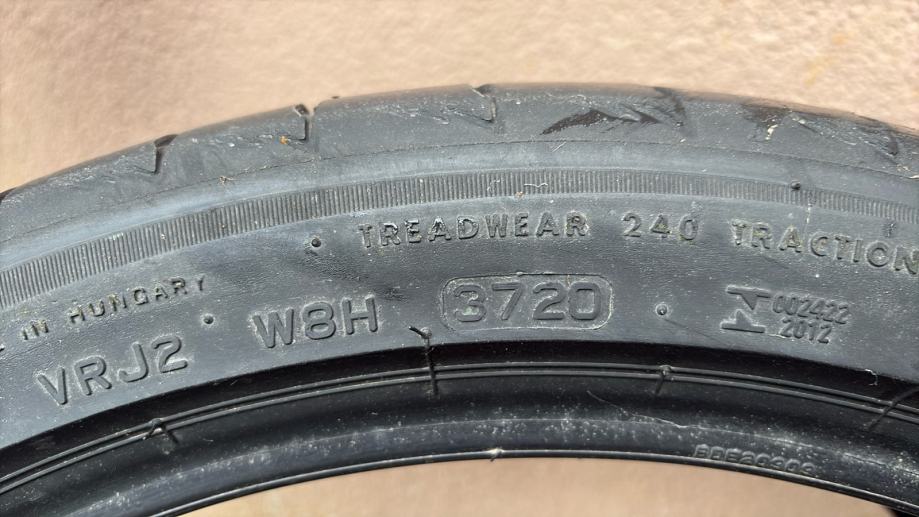 TREADWEAR 240 TRACTION
IN HUNGARY
VRJ2 W8H 3720
002422
2012